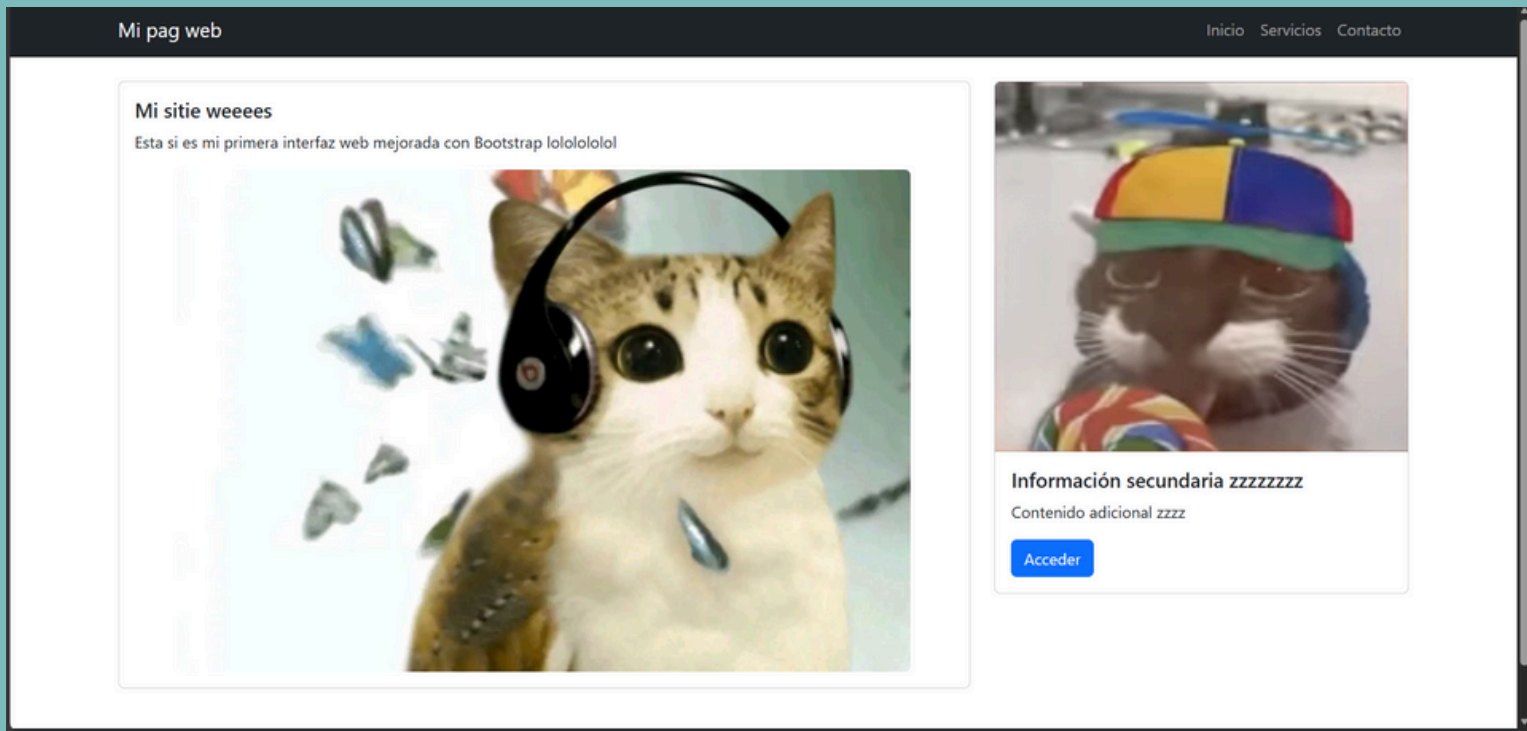 Mi pag web
Inicio Servicios Contacto
Mi sitie weeees
Esta si es mi primera interfaz web mejorada con Bootstrap lolololololol
Información secundaria zzzzzzzz
Contenido adicional zzzz
Acceder